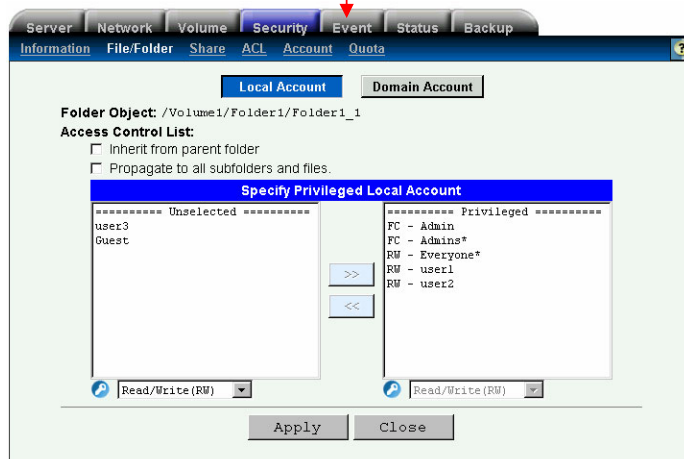 Server Network Volume Security Event Status Backup
Information File/Folder Share ACL Account Quota ?
Local Account Domain Account
Folder Object: /Volume1/Folder1/Folder1_1
Access Control List:
Inherit from parent folder
Propagate to all subfolders and files.
Specify Privileged Local Account
========== Unselected ==========
user3
Guest
========== Privileged ==========
FC - Admin
FC - Admins*
RW - Everyone*
RW - user1
RW - user2
>>
<<
Read/Write(RW) Read/Write(RW)
Apply Close